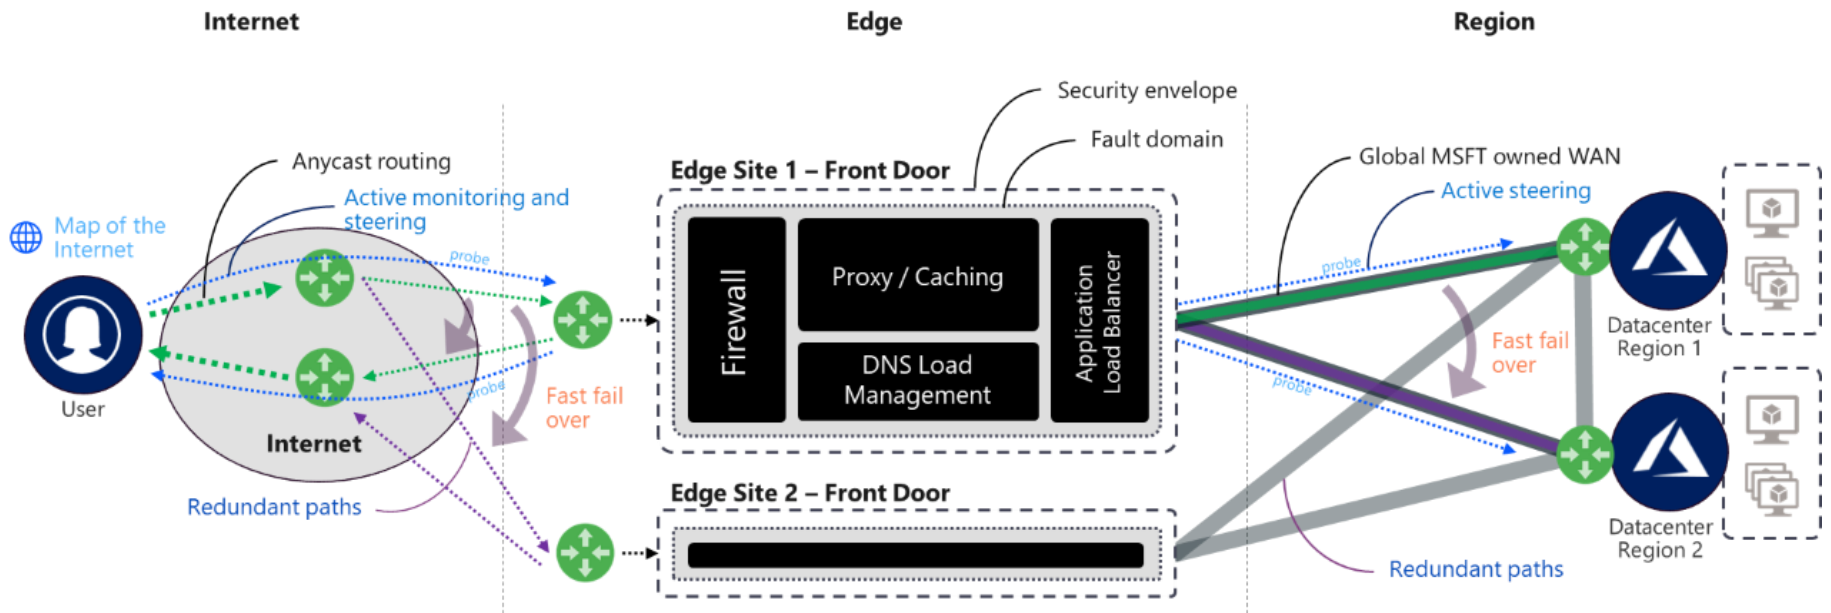 Internet
Edge
Region
Security envelope
Fault domain
Anycast routing
Active monitoring and
steering
Map of the
Internet
probe
probe
User
Internet
Fast fail
over
Redundant paths
Edge Site 1 – Front Door
Firewall
Proxy / Caching
DNS Load
Management
Application
Load Balancer
Edge Site 2 – Front Door
Global MSFT owned WAN
Active steering
probe
probe
Fast fail
over
Redundant paths
Datacenter
Region 1
Datacenter
Region 2